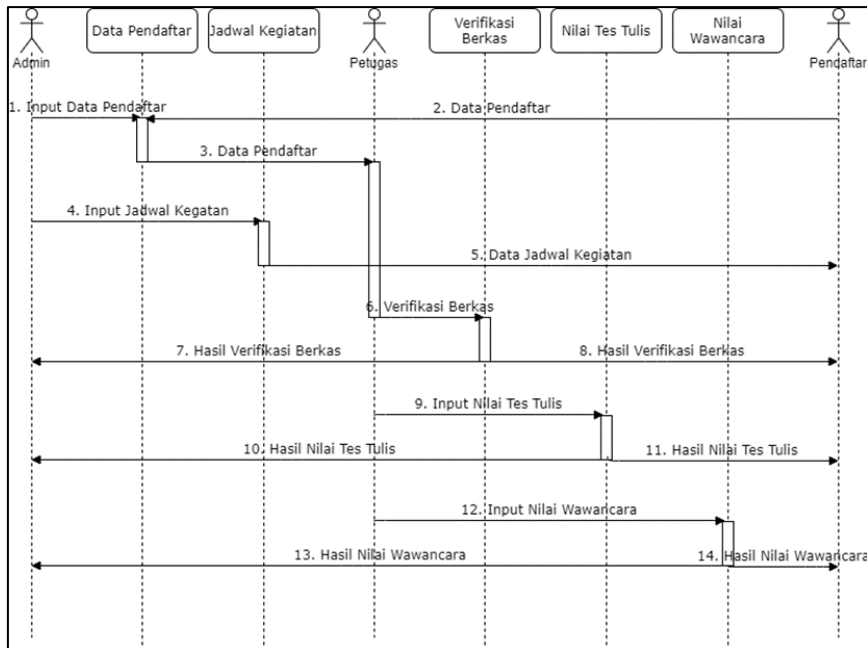 Data Pendaftar
Jadwal Kegiatan
Verifikasi
Berkas
Nilai Tes Tulis
Nilai
Wawancara
Admin
Petugas
Pendaftar
1. Input Data Pendaftar
2. Data Pendaftar
3. Data Pendaftar
4. Input Jadwal Kegatan
5. Data Jadwal Kegiatan
6. Verifikasi Berkas
7. Hasil Verifikasi Berkas
8. Hasil Verifikasi Berkas
9. Input Nilai Tes Tulis
10. Hasil Nilai Tes Tulis
11. Hasil Nilai Tes Tulis
12. Input Nilai Wawancara
13. Hasil Nilai Wawancara
14. Hasil Nilai Wawancara